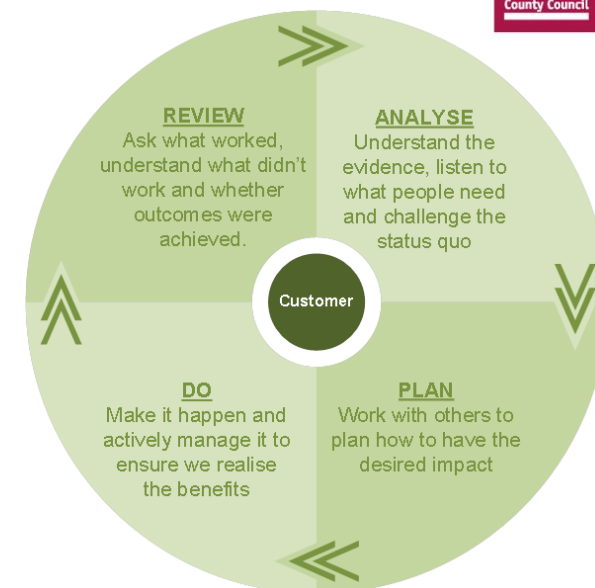 County Council
REVIEW
Ask what worked,
understand what didn't
work and whether
outcomes were
achieved.
ANALYSE
Understand the
evidence, listen to
what people need
and challenge the
status quo
Customer
DO
Make it happen and
actively manage it to
ensure we realise
the benefits
PLAN
Work with others to
plan how to have the
desired impact